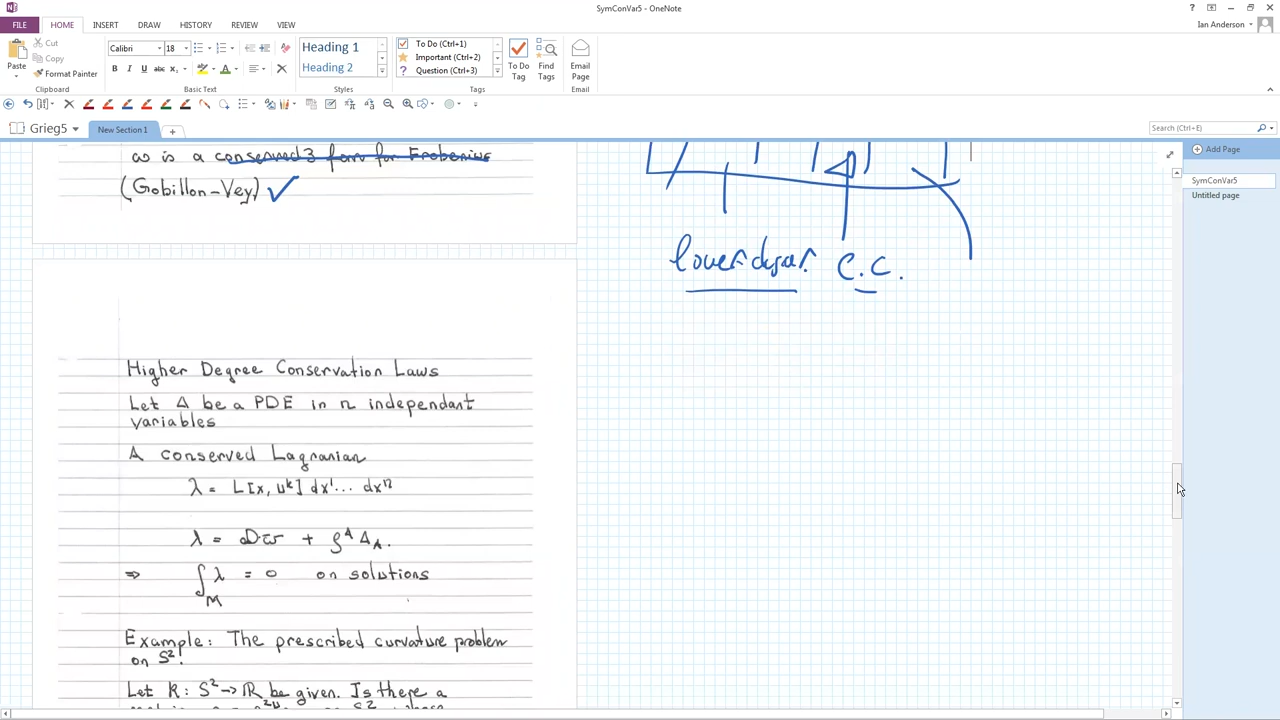 SymConVar5 - OneNote
FILE HOME INSERT DRAW HISTORY REVIEW VIEW
Ian Anderson
Paste
Cut
Copy
Format Painter
Clipboard
Calibri 18
B I U abc x
Basic Text
Heading 1
Heading 2
Styles
To Do (Ctrl+1)
Important (Ctrl+2)
Question (Ctrl+3)
Tags
To Do Tag
Find Tags
Email Page
Email
Grieg5
New Section 1
Search (Ctrl+E)
Add Page
SymConVar5
Untitled page
ω is a conserved 3 form for Frobenius
(Gobillon-Vey) ✓
lower degree C.C.
Higher Degree Conservation Laws
Let Δ be a PDE in n independant
variables
A conserved Lagranian
λ = L[x, u^k] dx^1 ... dx^n
λ = Dϖ + ρ^A Δ_A.
⇒ ∫_M λ = 0 on solutions
Example: The prescribed curvature problem
on S²!
Let K: S² → ℝ be given. Is there a